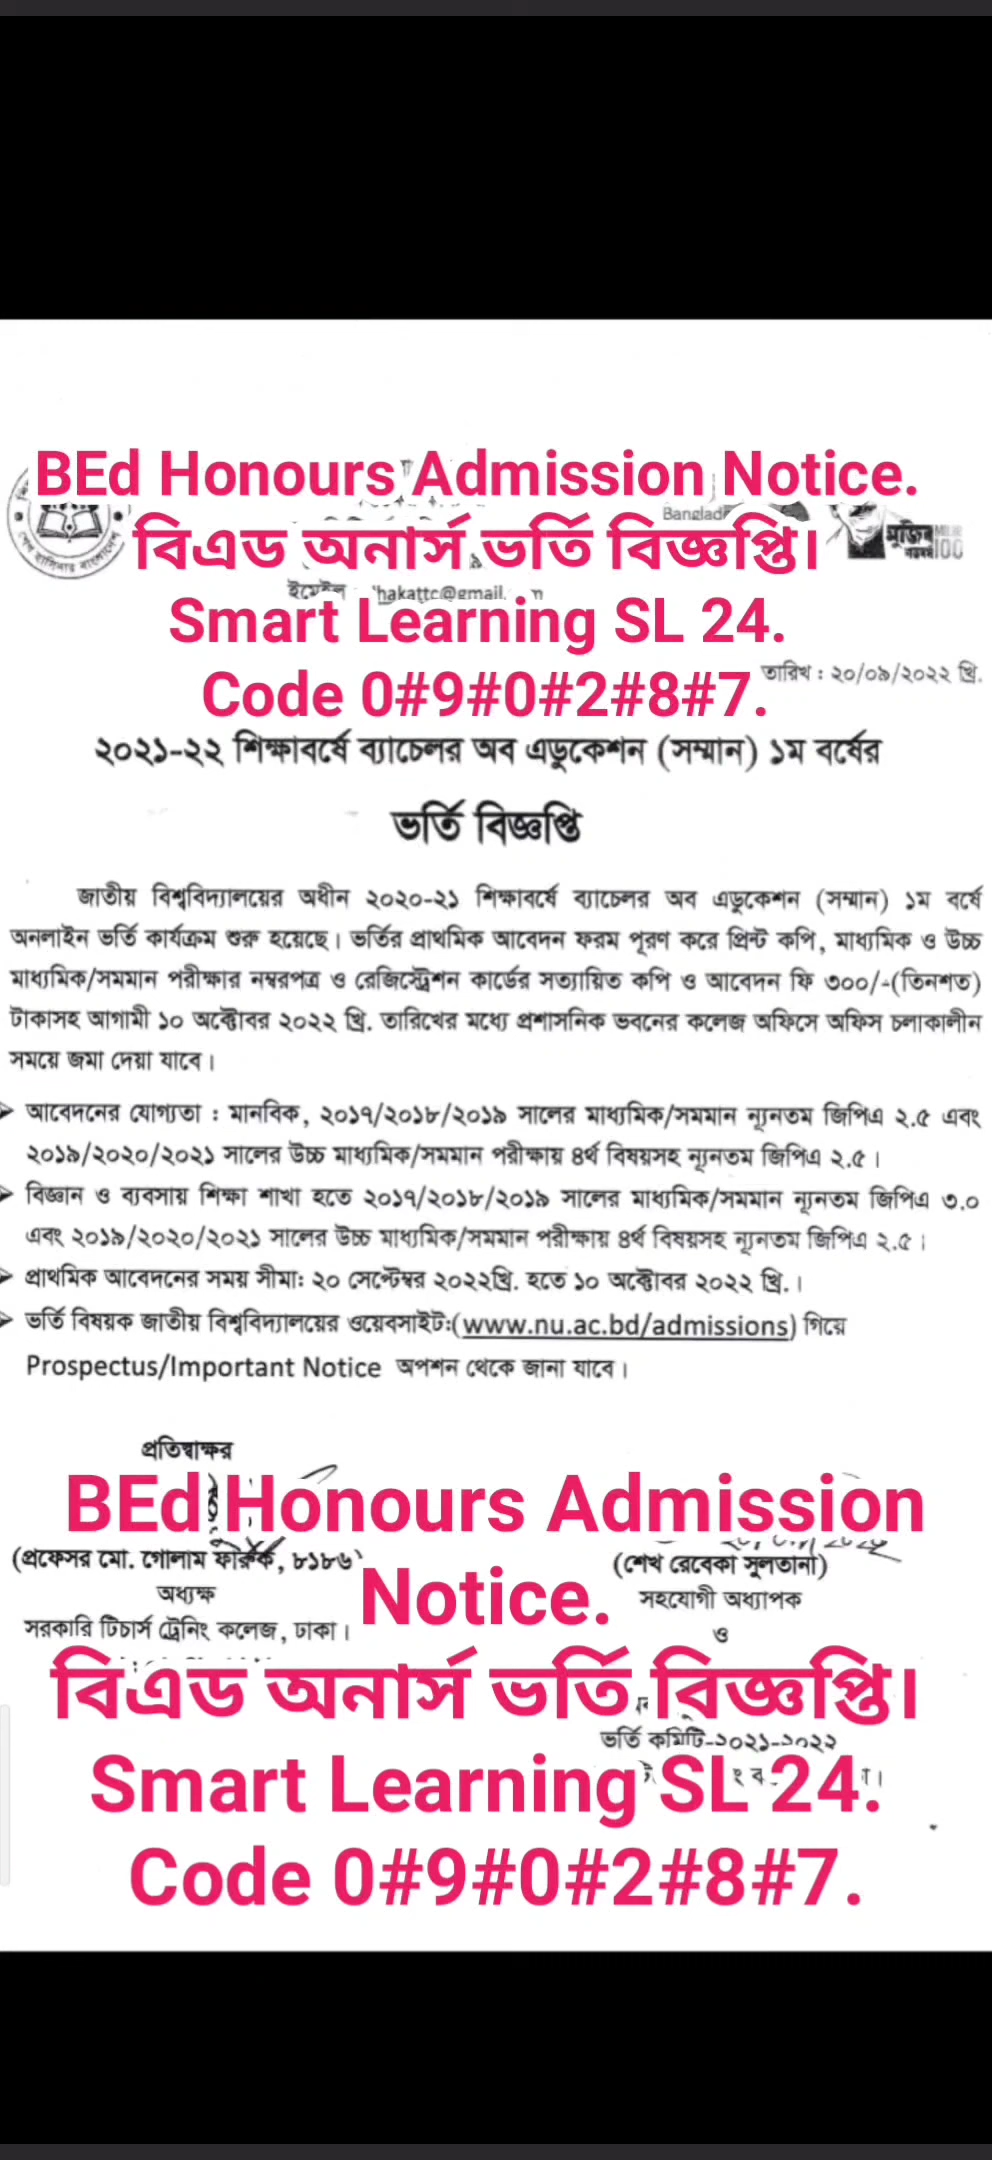 BEd Honours Admission Notice.
Banglad
বিএড অনার্স ভর্তি বিজ্ঞপ্তি।
মুজিব 100
শেখ হাসিনার বাংলাদেশ
ইমেইল hakattc@gmail.
Smart Learning SL 24.
তারিখ : ২০/০৯/২০২২ খ্রি.
Code 0#9#0#2#8#7.
২০২১-২২ শিক্ষাবর্ষে ব্যাচেলর অব এডুকেশন (সম্মান) ১ম বর্ষের
ভর্তি বিজ্ঞপ্তি
জাতীয় বিশ্ববিদ্যালয়ের অধীন ২০২০-২১ শিক্ষাবর্ষে ব্যাচেলর অব এডুকেশন (সম্মান) ১ম বর্ষে
অনলাইন ভর্তি কার্যক্রম শুরু হয়েছে। ভর্তির প্রাথমিক আবেদন ফরম পূরণ করে প্রিন্ট কপি, মাধ্যমিক ও উচ্চ
মাধ্যমিক/সমমান পরীক্ষার নম্বরপত্র ও রেজিস্ট্রেশন কার্ডের সত্যায়িত কপি ও আবেদন ফি ৩০০/-(তিনশত)
টাকাসহ আগামী ১০ অক্টোবর ২০২২ খ্রি. তারিখের মধ্যে প্রশাসনিক ভবনের কলেজ অফিসে অফিস চলাকালীন
সময়ে জমা দেয়া যাবে।
➤ আবেদনের যোগ্যতা : মানবিক, ২০১৭/২০১৮/২০১৯ সালের মাধ্যমিক/সমমান ন্যূনতম জিপিএ ২.৫ এবং
২০১৯/২০২০/২০২১ সালের উচ্চ মাধ্যমিক/সমমান পরীক্ষায় ৪র্থ বিষয়সহ ন্যূনতম জিপিএ ২.৫।
➤ বিজ্ঞান ও ব্যবসায় শিক্ষা শাখা হতে ২০১৭/২০১৮/২০১৯ সালের মাধ্যমিক/সমমান ন্যূনতম জিপিএ ৩.০
এবং ২০১৯/২০২০/২০২১ সালের উচ্চ মাধ্যমিক/সমমান পরীক্ষায় ৪র্থ বিষয়সহ ন্যূনতম জিপিএ ২.৫।
➤ প্রাথমিক আবেদনের সময় সীমা: ২০ সেপ্টেম্বর ২০২২খ্রি. হতে ১০ অক্টোবর ২০২২ খ্রি.।
➤ ভর্তি বিষয়ক জাতীয় বিশ্ববিদ্যালয়ের ওয়েবসাইট:(www.nu.ac.bd/admissions) গিয়ে
Prospectus/Important Notice অপশন থেকে জানা যাবে।
প্রতিস্বাক্ষর
BEd Honours Admission
(প্রফেসর মো. গোলাম ফারুক, ৮১৮৬)
(শেখ রেবেকা সুলতানা)
অধ্যক্ষ
Notice.
সহযোগী অধ্যাপক
সরকারি টিচার্স ট্রেনিং কলেজ, ঢাকা।
ও
বিএড অনার্স ভর্তি বিজ্ঞপ্তি।
ভর্তি কমিটি-২০২১-২০২২
Smart Learning SL 24.
Code 0#9#0#2#8#7.